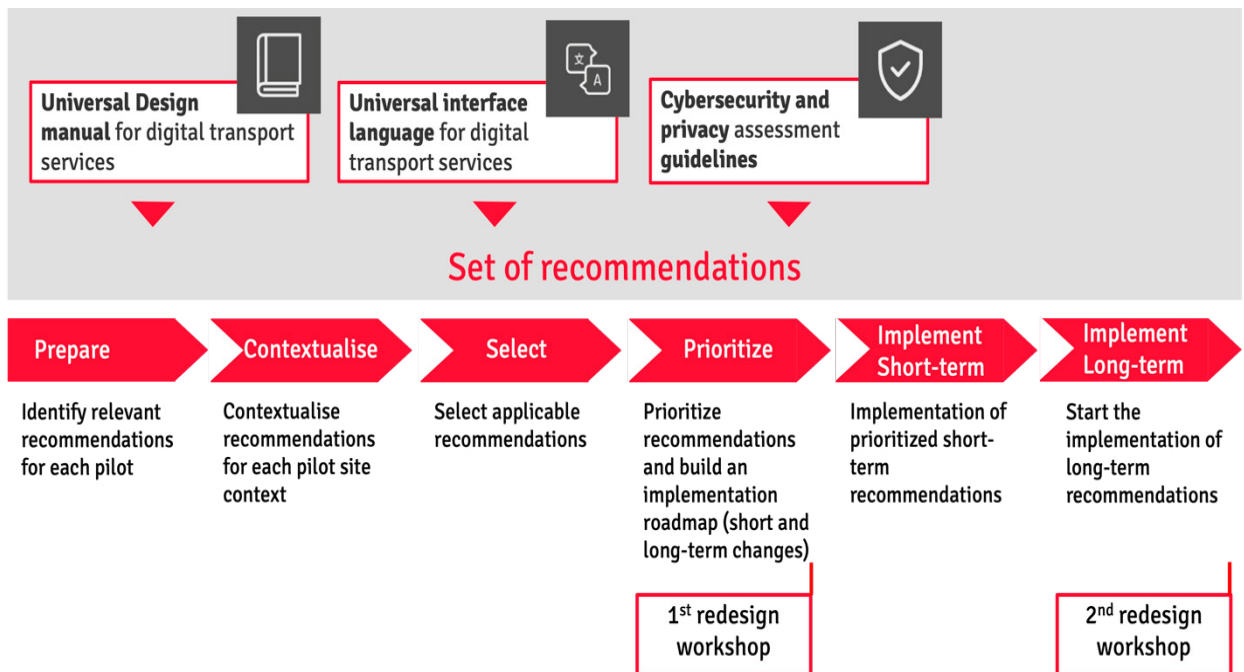 Universal Design
manual for digital transport
services
文
A
Universal interface
language for digital
transport services
Cybersecurity and
privacy assessment
guidelines
Set of recommendations
Prepare
Contextualise
Select
Prioritize
Implement
Short-term
Implement
Long-term
Identify relevant
recommendations
for each pilot
Contextualise
recommendations
for each pilot site
context
Select applicable
recommendations
Prioritize
recommendations
and build an
implementation
roadmap (short and
long-term changes)
Implementation of
prioritized short-
term
recommendations
Start the
implementation of
long-term
recommendations
1st redesign
workshop
2nd redesign
workshop